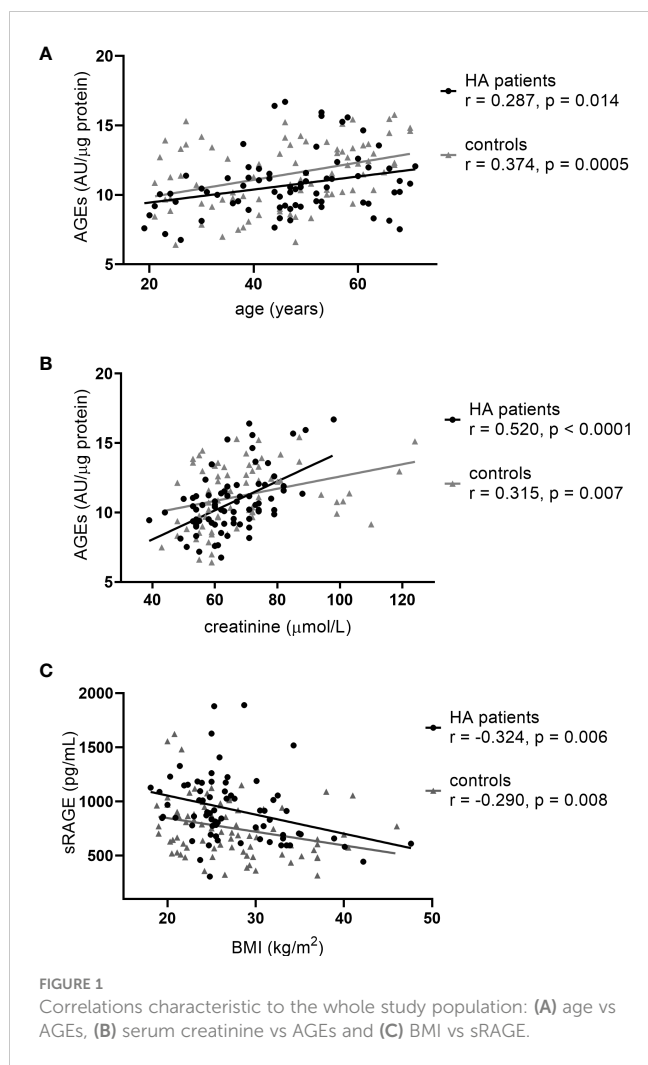 A
20
15
10
5
AGEs (AU/µg protein)
20
40
60
age (years)
HA patients
r = 0.287, p = 0.014
controls
r = 0.374, p = 0.0005
B
20
15
10
5
AGEs (AU/µg protein)
40
60
80
100
120
creatinine (µmol/L)
HA patients
r = 0.520, p < 0.0001
controls
r = 0.315, p = 0.007
C
2000
1500
1000
500
sRAGE (pg/mL)
20
30
40
50
BMI (kg/m²)
HA patients
r = -0.324, p = 0.006
controls
r = -0.290, p = 0.008
FIGURE 1
Correlations characteristic to the whole study population: (A) age vs
AGEs, (B) serum creatinine vs AGEs and (C) BMI vs sRAGE.